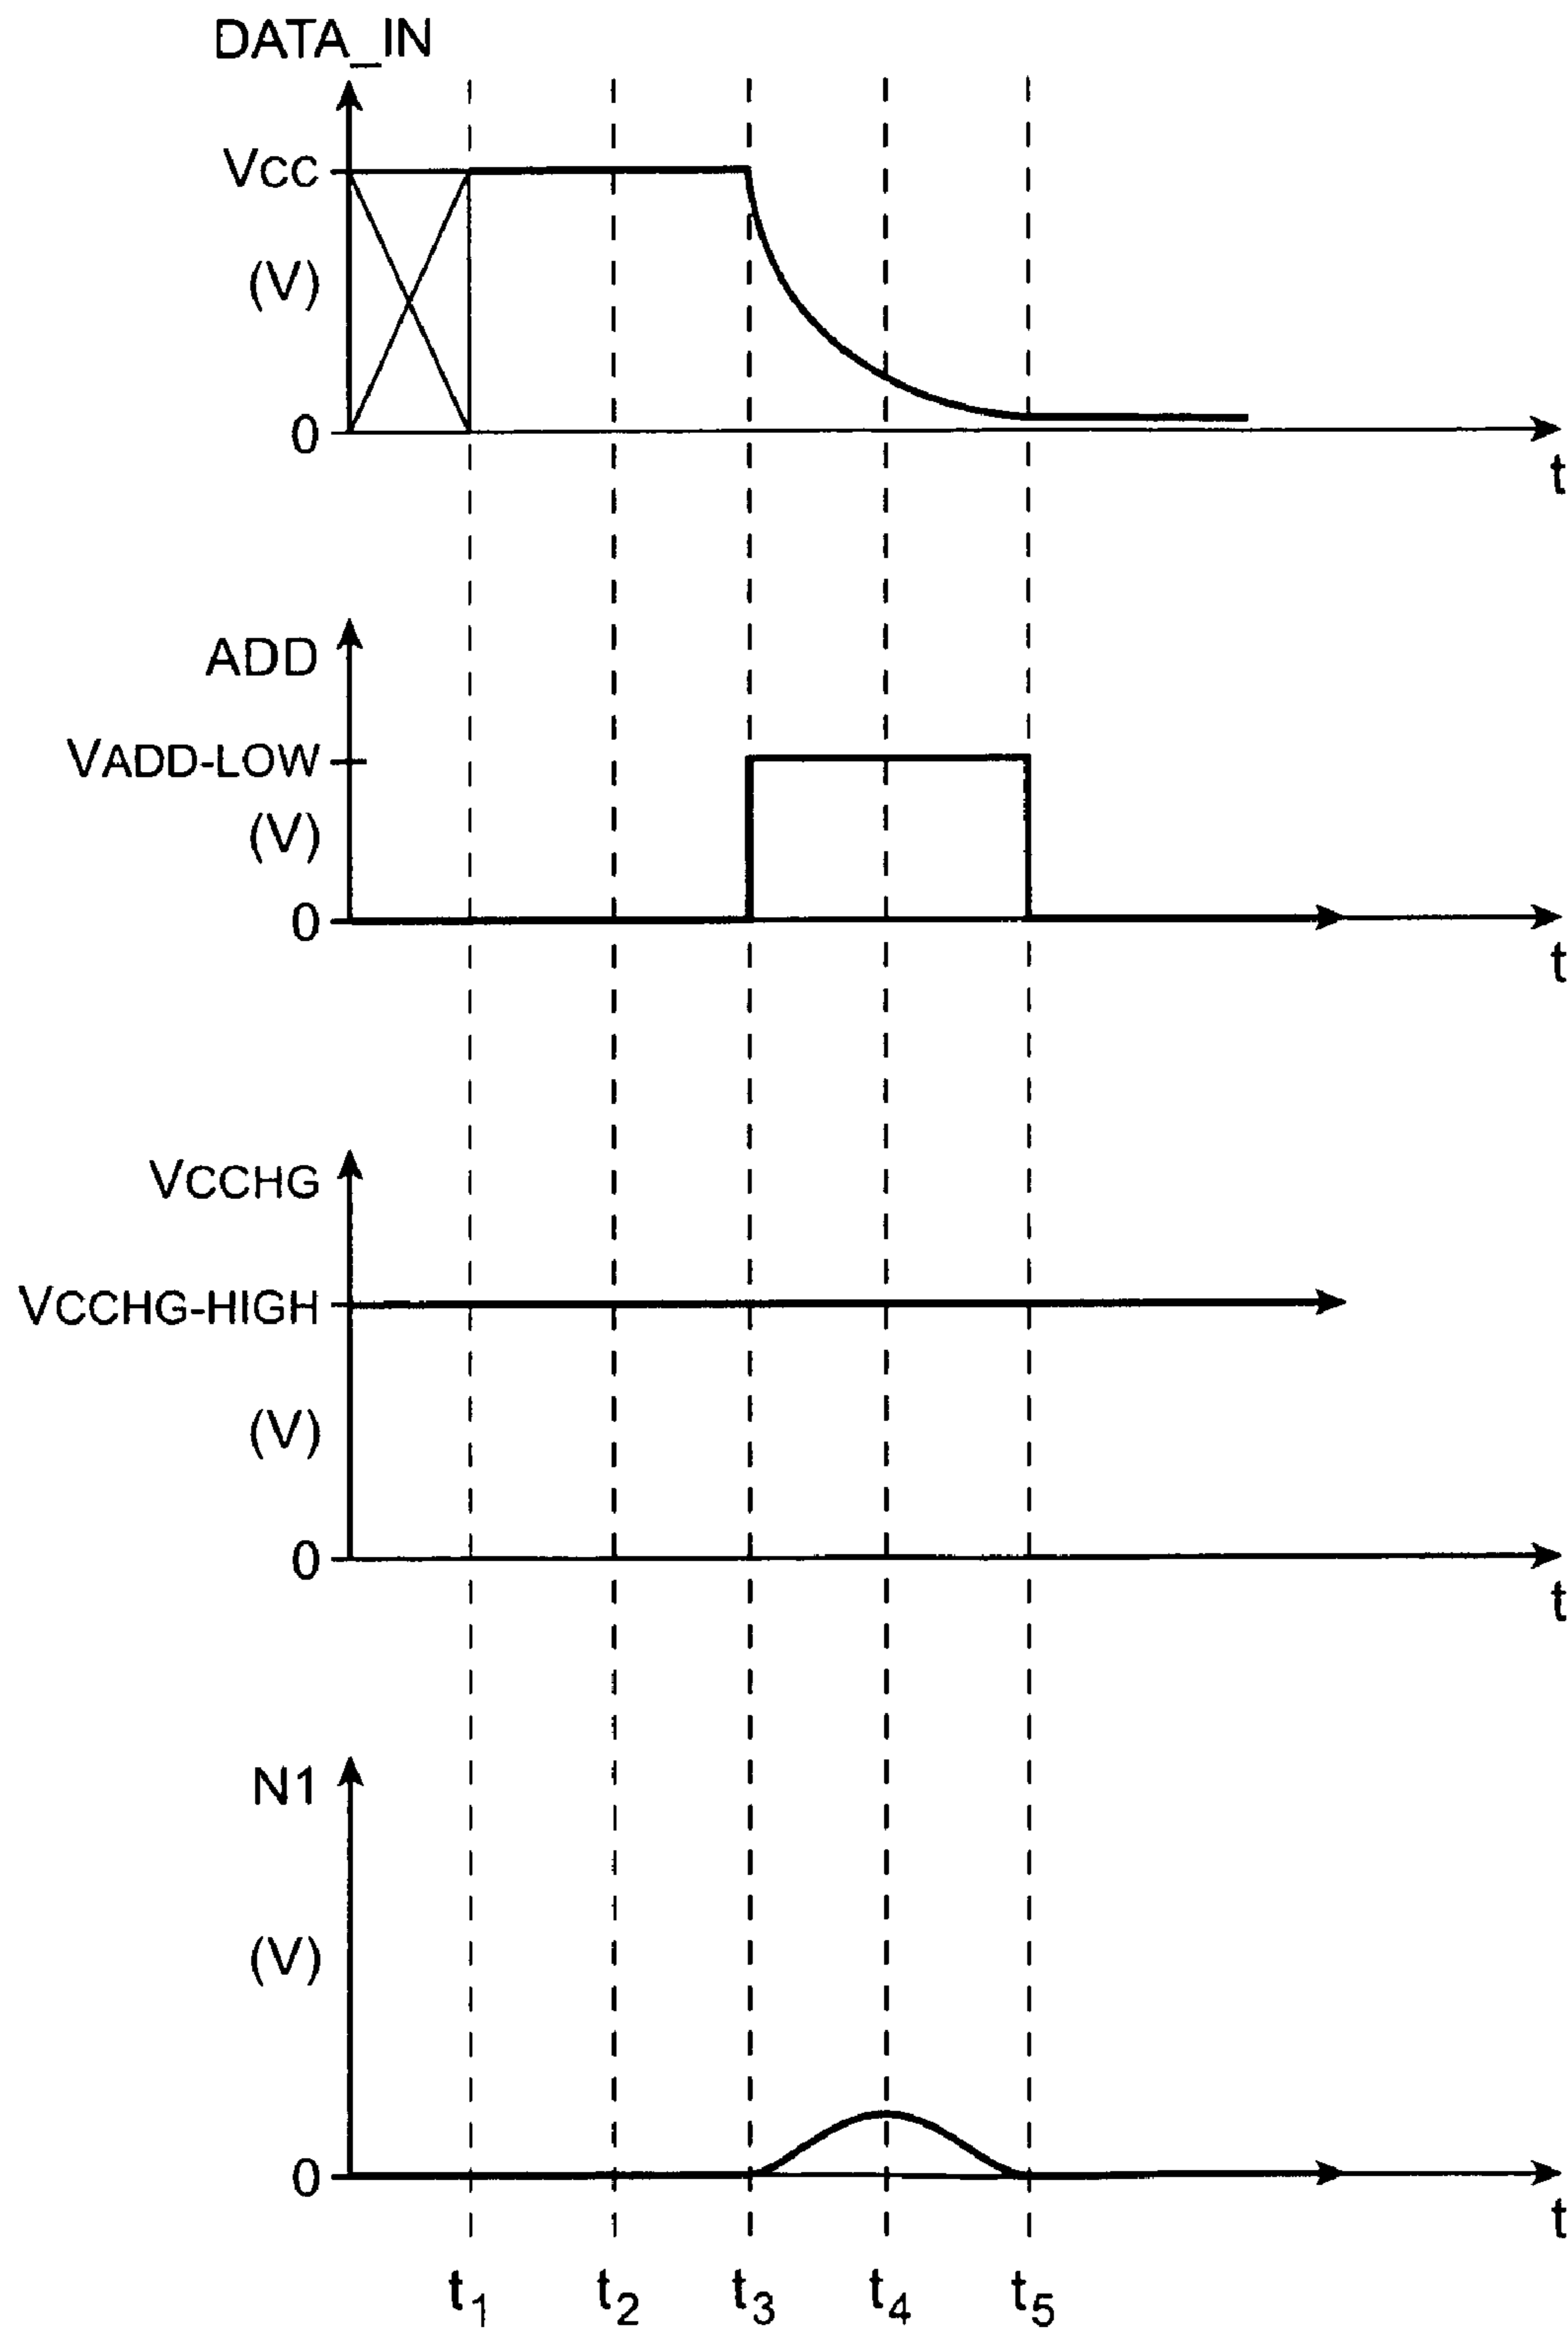 DATA_IN
VCC
(V)
0
t
ADD
VADD-LOW
(V)
0
t
VCCHG
VCCHG-HIGH
(V)
0
t
N1
(V)
0
t
t1 t2 t3 t4 t5